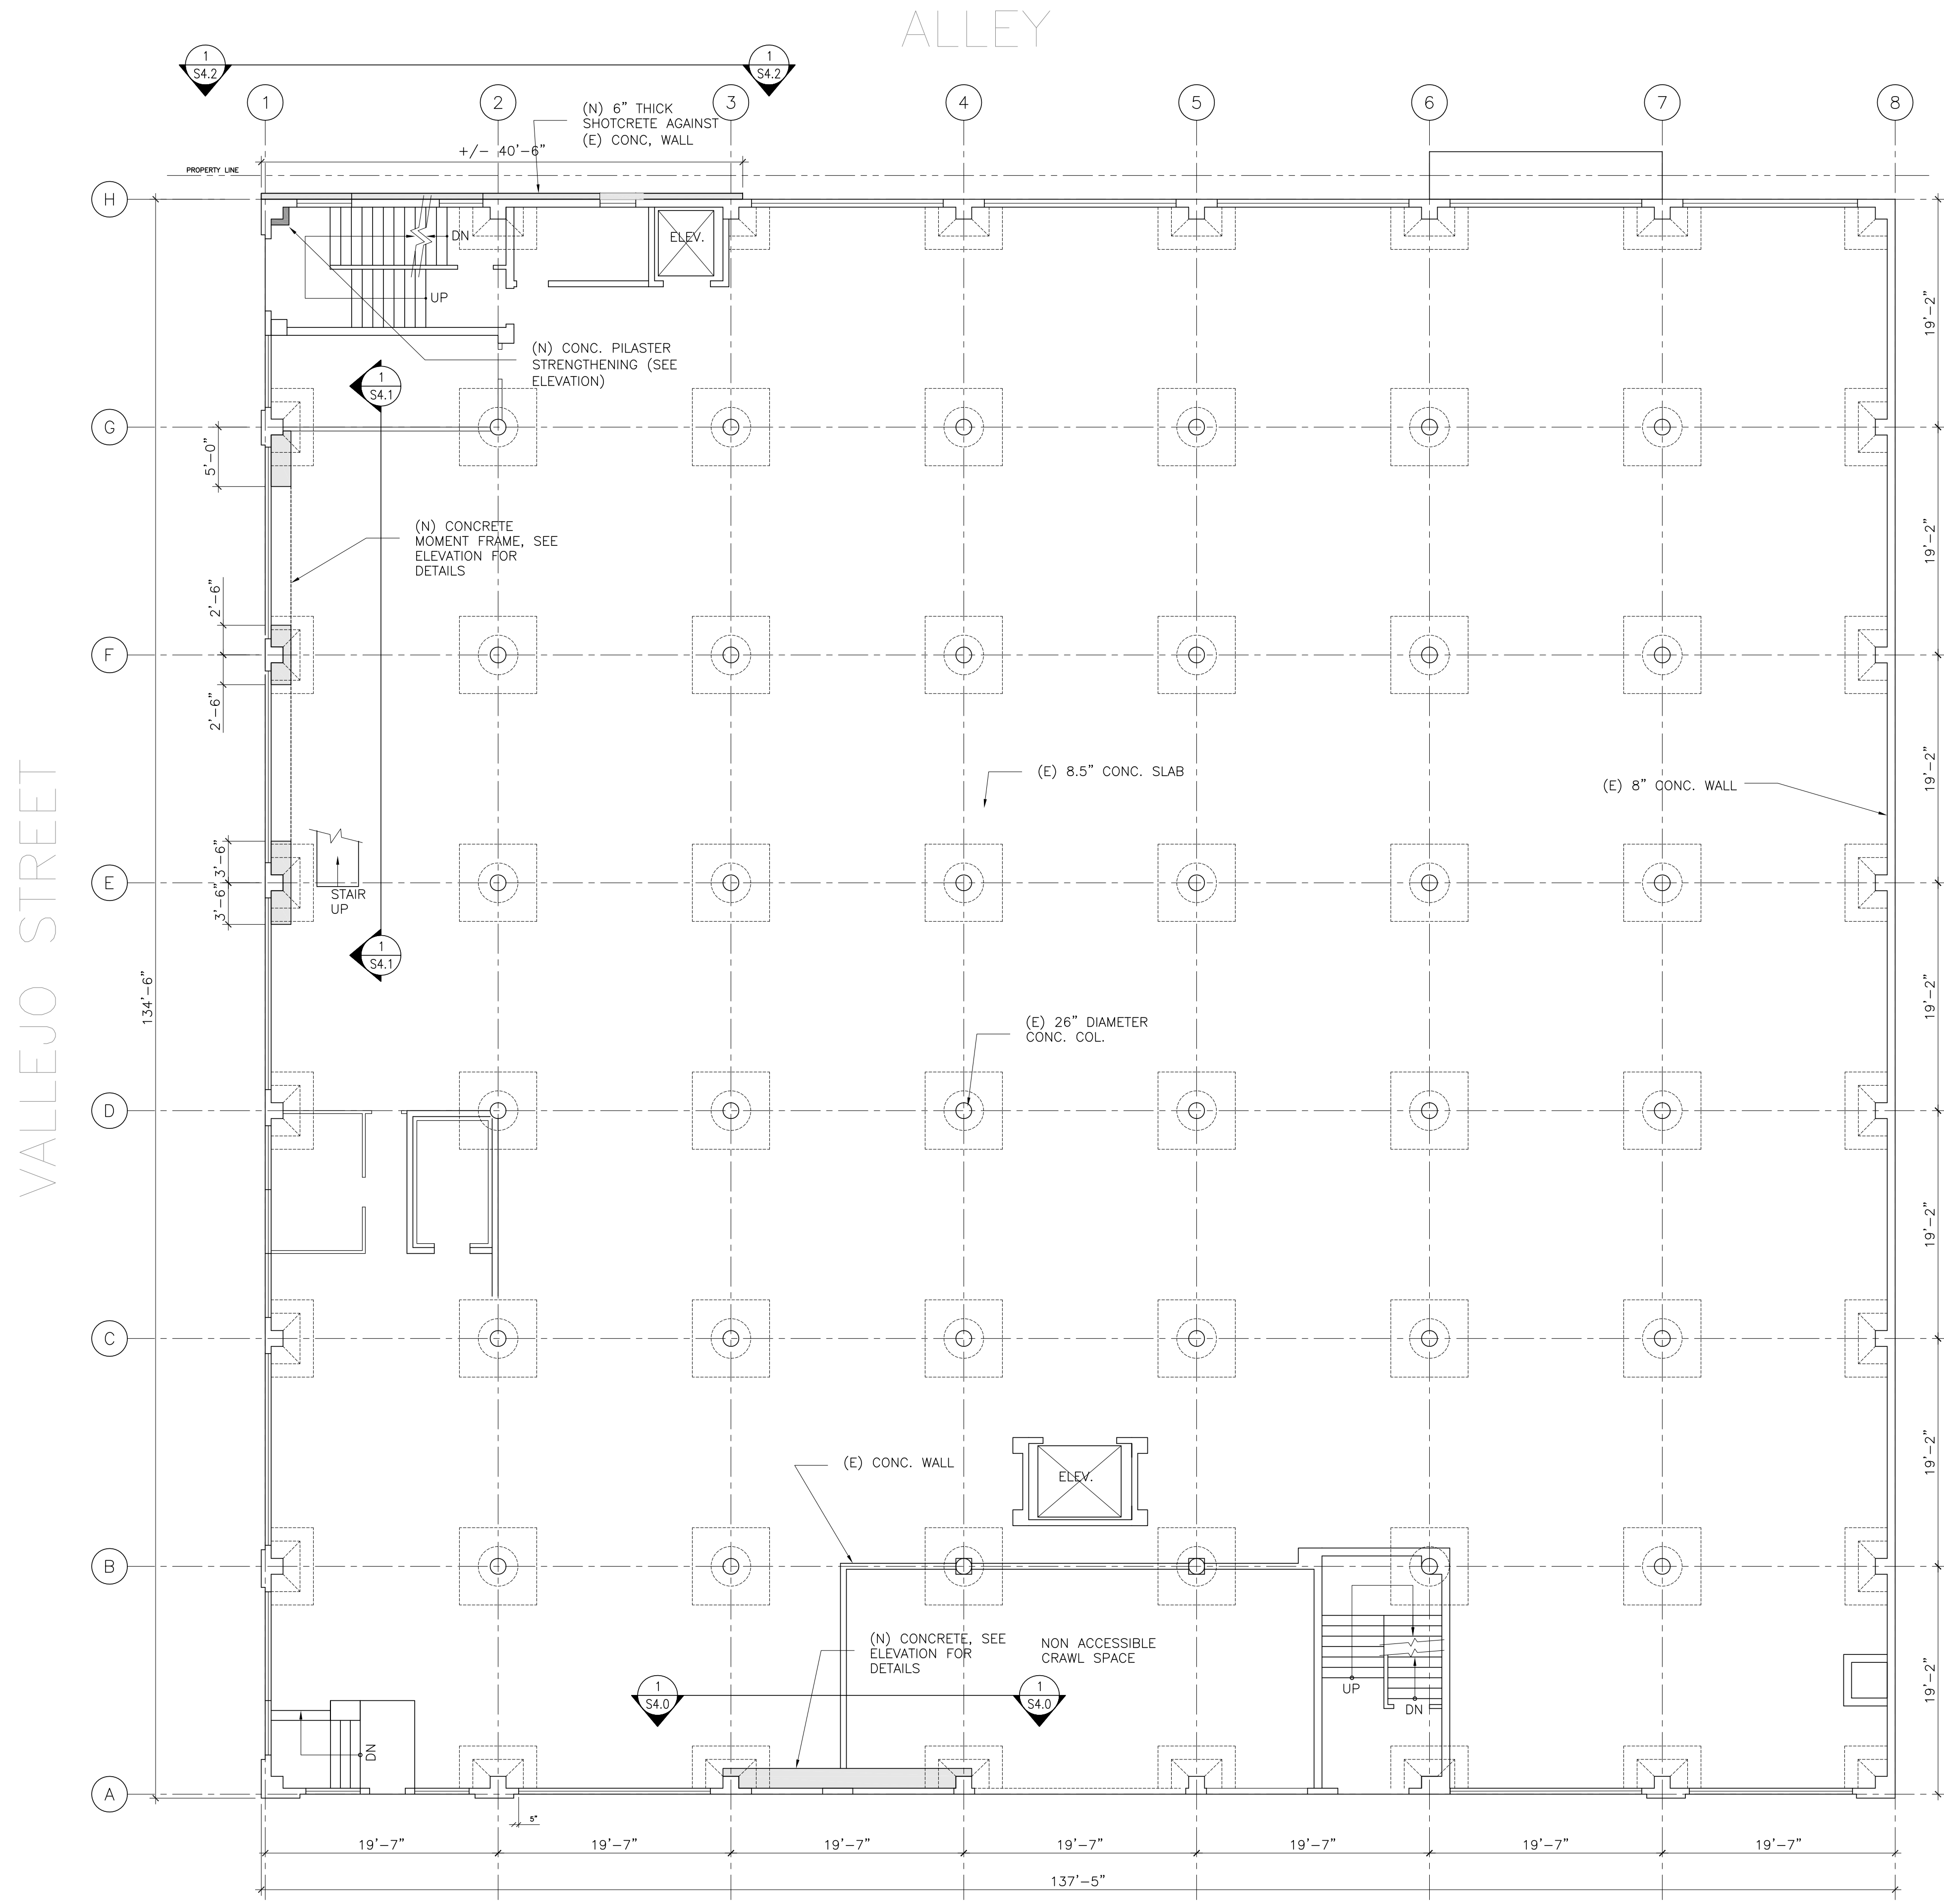 ALLEY
1
S4.2
1
S4.2
1
2
3
4
5
6
7
8
(N) 6" THICK
SHOTCRETE AGAINST
(E) CONC, WALL
+/- 40'-6"
PROPERTY LINE
H
DN
ELEV.
UP
19'-2"
(N) CONC. PILASTER
STRENGTHENING (SEE
ELEVATION)
1
S4.1
G
5'-0"
(N) CONCRETE
MOMENT FRAME, SEE
ELEVATION FOR
DETAILS
19'-2"
2'-6"
F
2'-6"
(E) 8.5" CONC. SLAB
(E) 8" CONC. WALL
19'-2"
VALLEJO STREET
3'-6"
E
3'-6"
STAIR
UP
1
S4.1
134'-6"
19'-2"
(E) 26" DIAMETER
CONC. COL.
D
19'-2"
C
(E) CONC. WALL
ELEV.
19'-2"
B
(N) CONCRETE, SEE
ELEVATION FOR
DETAILS
NON ACCESSIBLE
CRAWL SPACE
1
S4.0
1
S4.0
UP
DN
19'-2"
DN
A
5"
19'-7"
19'-7"
19'-7"
19'-7"
19'-7"
19'-7"
19'-7"
137'-5"